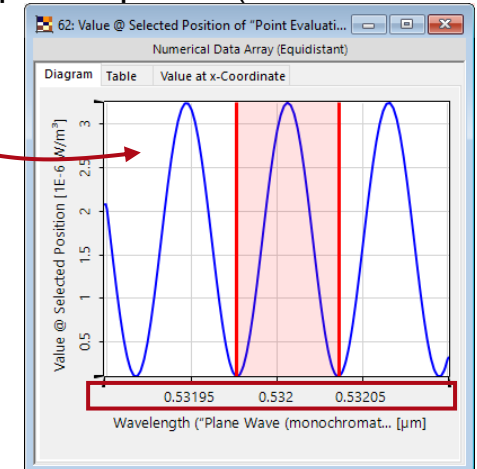 62: Value @ Selected Position of "Point Evaluati...
Numerical Data Array (Equidistant)
Diagram Table Value at x-Coordinate
Value @ Selected Position [1E-6 W/m³]
3
2.5
2
1.5
1
0.5
0.53195 0.532 0.53205
Wavelength ("Plane Wave (monochromat... [µm]